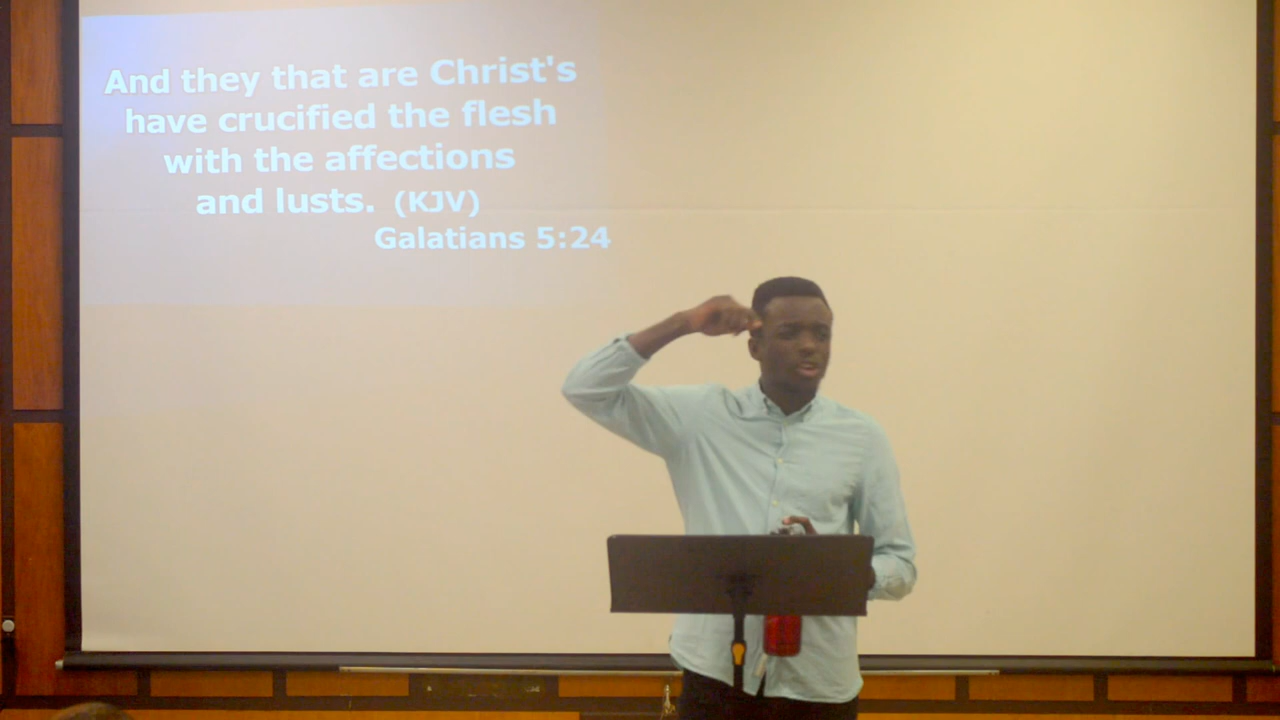 And they that are Christ's
have crucified the flesh
with the affections
and lusts. (KJV)
Galatians 5:24